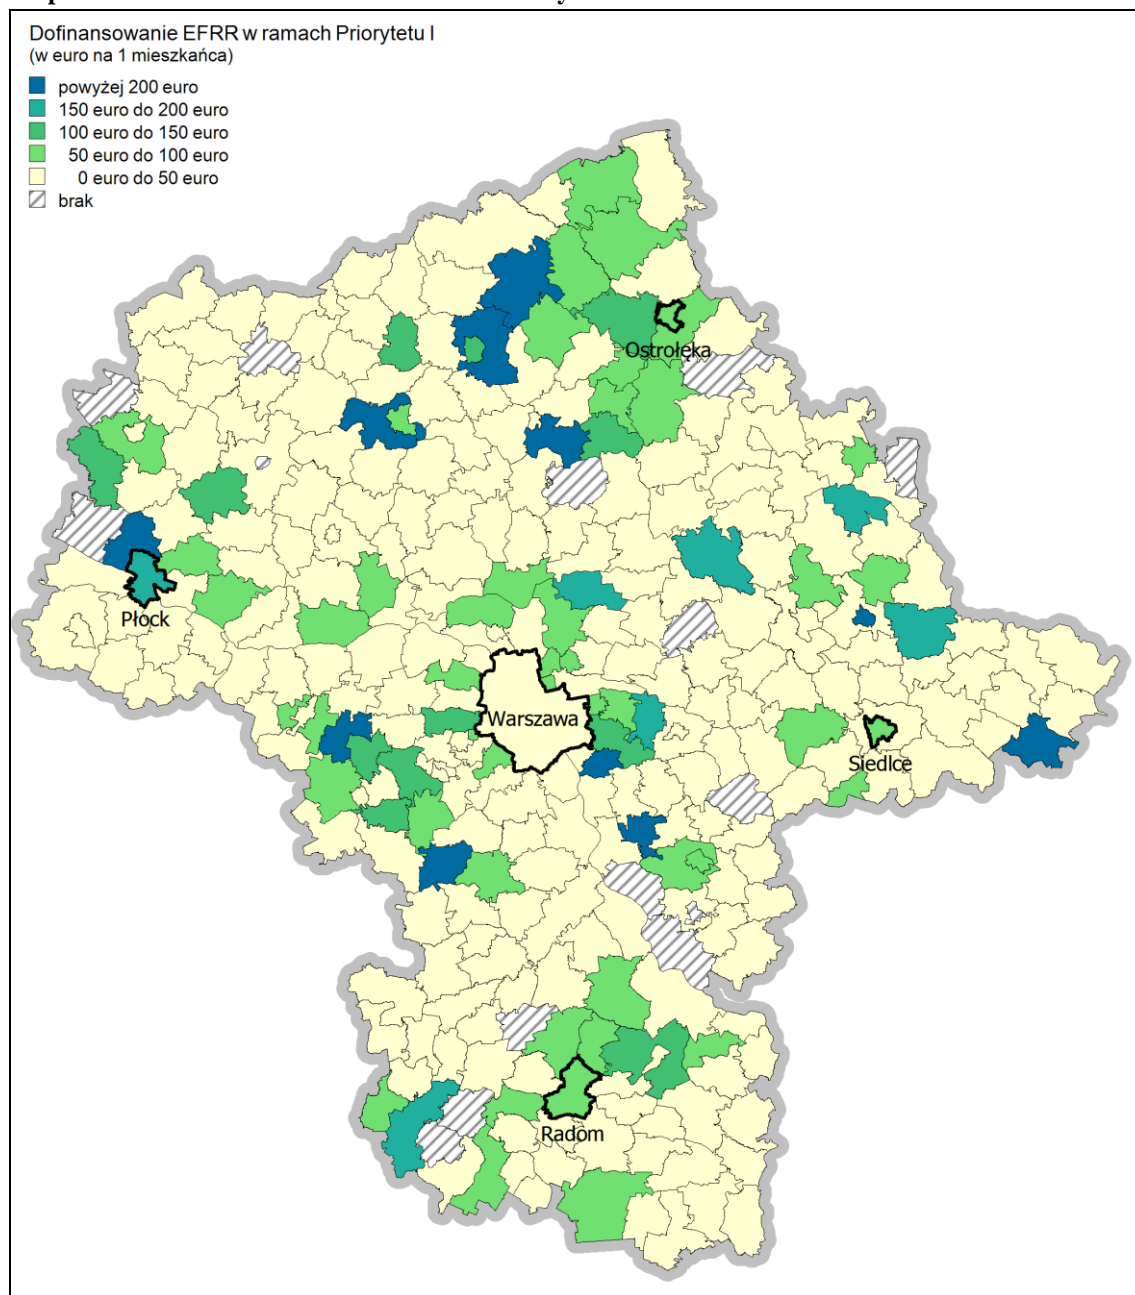 Dofinansowanie EFRR w ramach Priorytetu I
(w euro na 1 mieszkańca)
powyżej 200 euro
150 euro do 200 euro
100 euro do 150 euro
50 euro do 100 euro
0 euro do 50 euro
brak
Ostrołęka
Płock
Warszawa
Siedlce
Radom